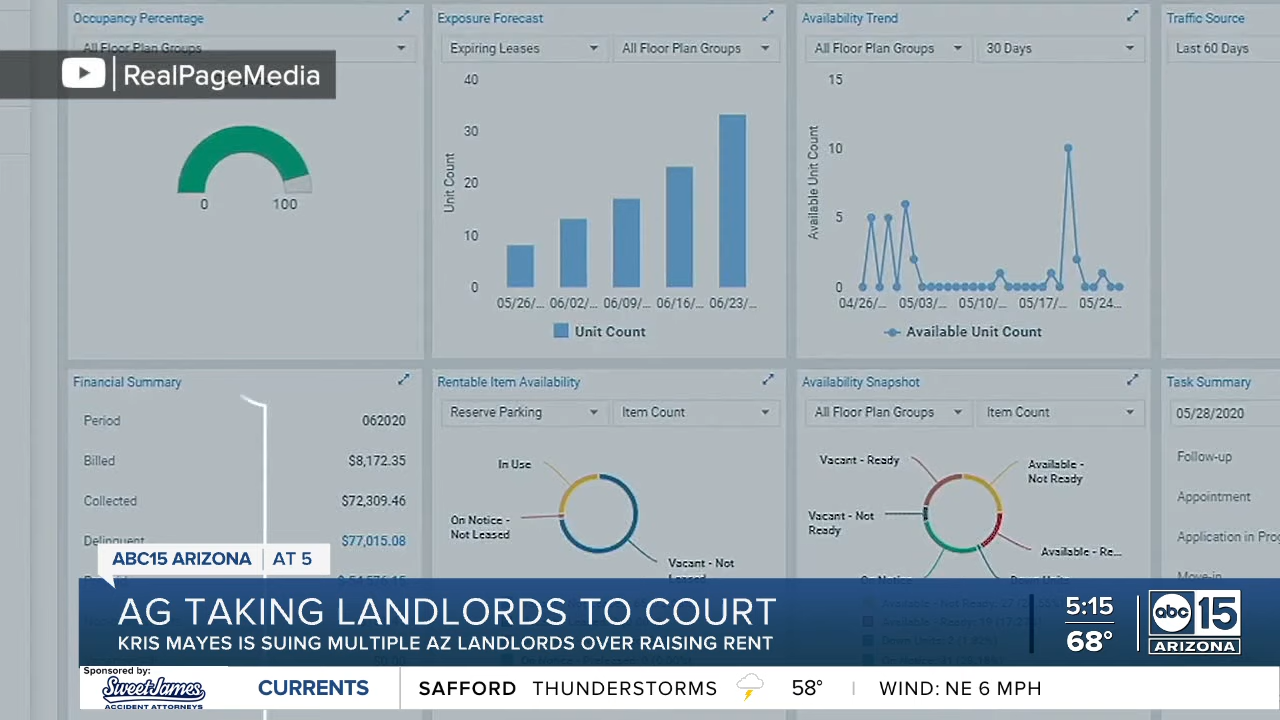 Occupancy Percentage
All Floor Plan Groups
RealPageMedia
0 100
Exposure Forecast
Expiring Leases All Floor Plan Groups
40
30
20
10
0
Unit Count
05/26/... 06/02/... 06/09/... 06/16/... 06/23/...
Unit Count
Availability Trend
All Floor Plan Groups 30 Days
15
10
5
0
Available Unit Count
04/26/... 05/03/... 05/10/... 05/17/... 05/24...
Available Unit Count
Traffic Source
Last 60 Days
Financial Summary
Period 062020
Billed $8,172.35
Collected $72,309.46
Delinquent $77,015.08
Rentable Item Availability
Reserve Parking Item Count
In Use
On Notice -
Not Leased
Vacant - Not
Leased
Availability Snapshot
All Floor Plan Groups Item Count
Vacant - Ready
Available -
Not Ready
Vacant - Not
Ready
Available - Re...
On Notice
Down Units
Task Summary
05/28/2020
Follow-up
Appointment
Application in Prog
Move-in
ABC15 ARIZONA AT 5
AG TAKING LANDLORDS TO COURT
KRIS MAYES IS SUING MULTIPLE AZ LANDLORDS OVER RAISING RENT
5:15
68°
abc 15
ARIZONA
Sponsored by:
Sweet James
ACCIDENT ATTORNEYS
CURRENTS
SAFFORD THUNDERSTORMS 58° WIND: NE 6 MPH